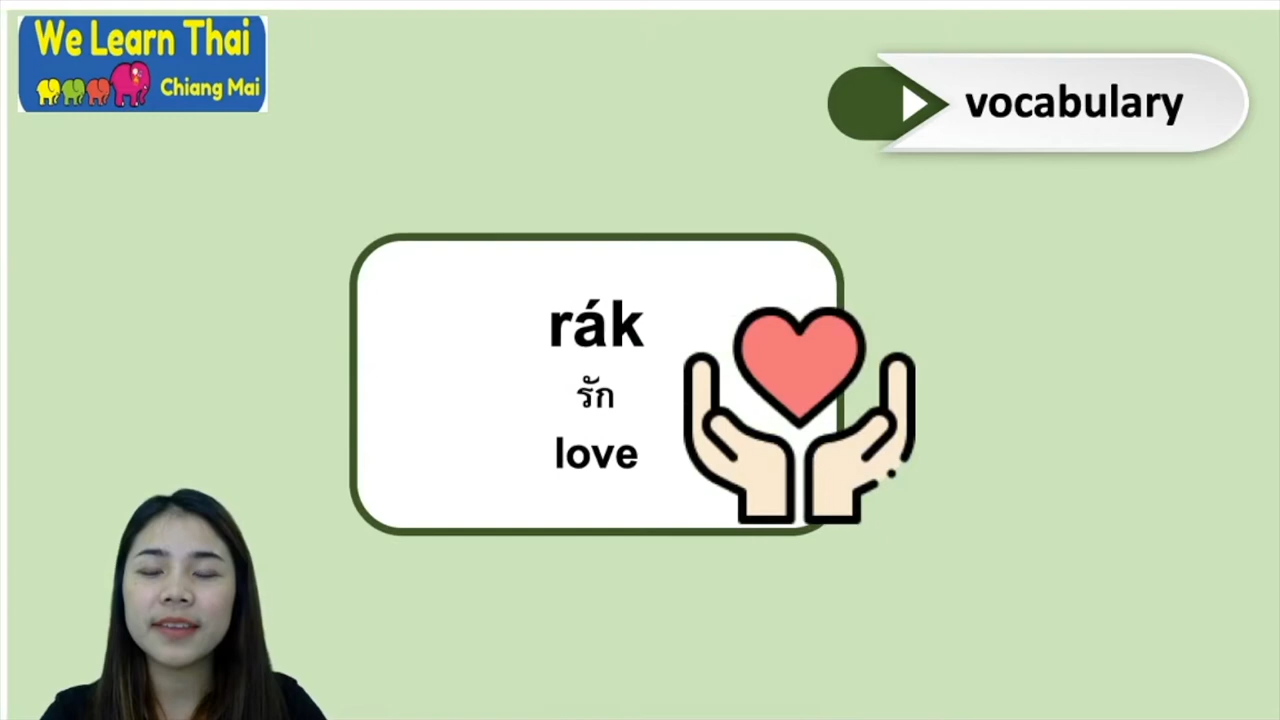 We Learn Thai
Chiang Mai
vocabulary
rák
รัก
love